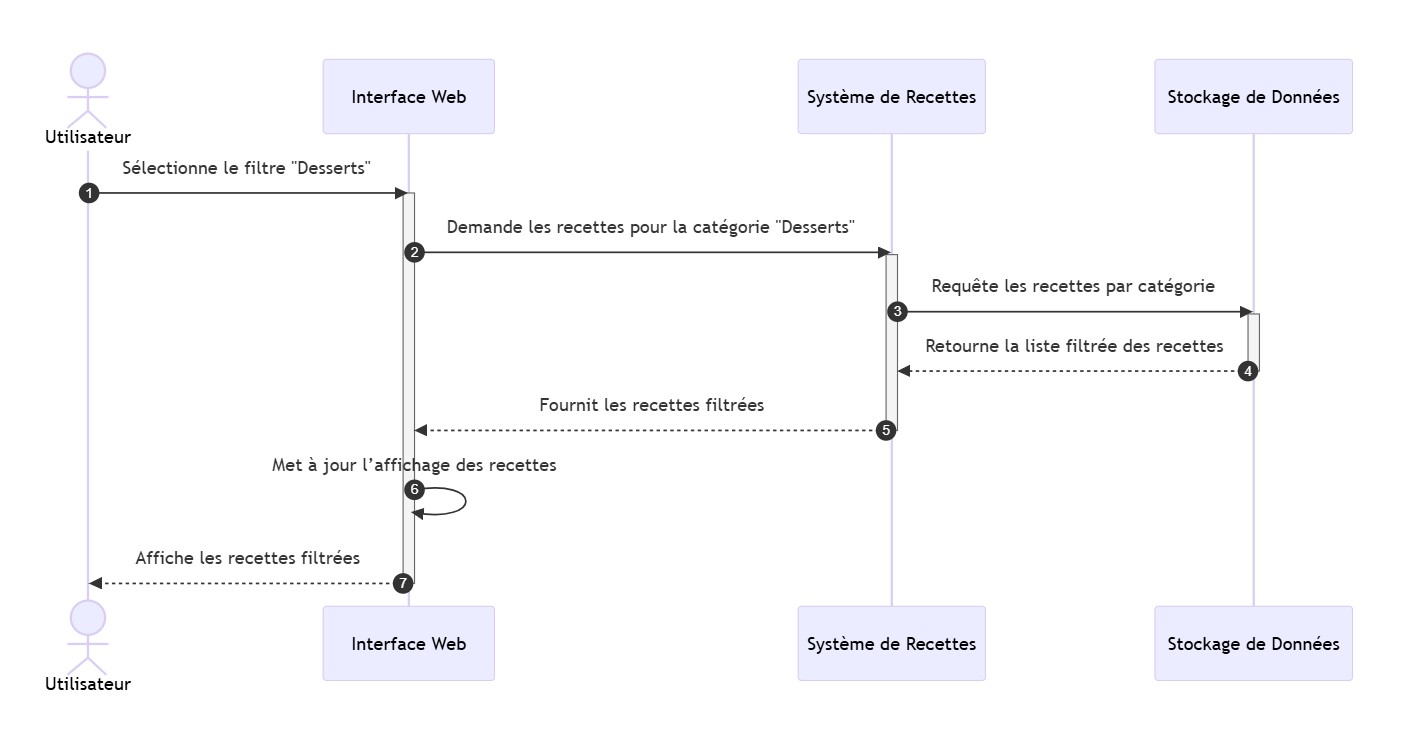 Utilisateur
Interface Web
Système de Recettes
Stockage de Données
Sélectionne le filtre "Desserts"
1
Demande les recettes pour la catégorie "Desserts"
2
Requête les recettes par catégorie
3
Retourne la liste filtrée des recettes
4
Fournit les recettes filtrées
5
Met à jour l’affichage des recettes
6
Affiche les recettes filtrées
7
Utilisateur
Interface Web
Système de Recettes
Stockage de Données